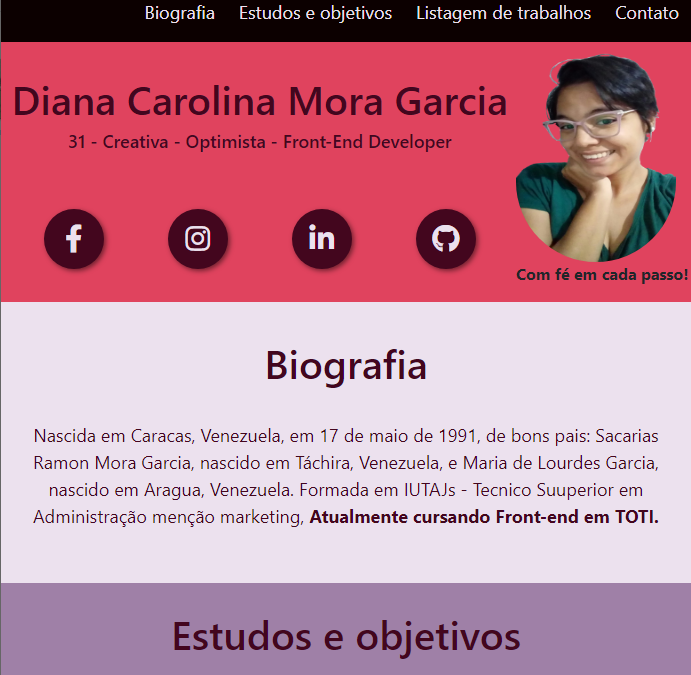 Biografia Estudos e objetivos Listagem de trabalhos Contato
Diana Carolina Mora Garcia
31 - Creativa - Optimista - Front-End Developer
Com fé em cada passo!
Biografia
Nascida em Caracas, Venezuela, em 17 de maio de 1991, de bons pais: Sacarias
Ramon Mora Garcia, nascido em Táchira, Venezuela, e Maria de Lourdes Garcia,
nascido em Aragua, Venezuela. Formada em IUTAJs - Tecnico Suuperior em
Administração menção marketing, Atualmente cursando Front-end em TOTI.
Estudos e objetivos